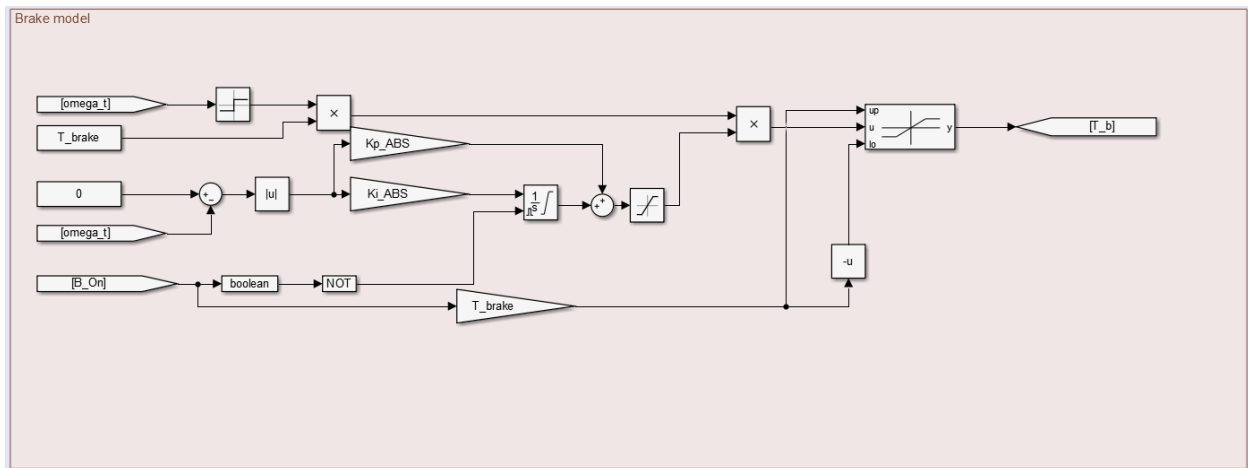 Brake model
[omega_t]
T_brake
×
Kp_ABS
×
up
u
lo
y
[T_b]
0
+
-
|u|
Ki_ABS
1
s
+
+
[omega_t]
-u
[B_On]
boolean
NOT
T_brake